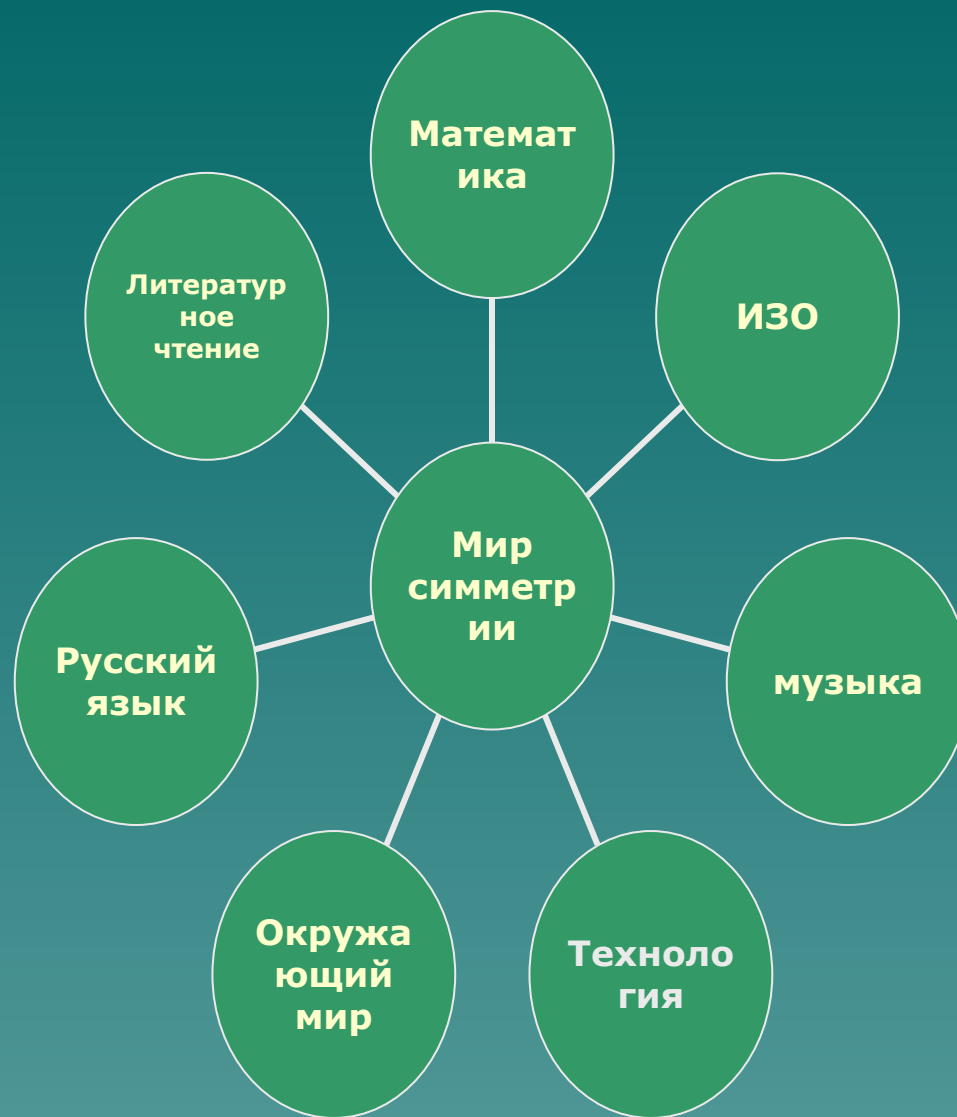 Математ
ика
Литератур
ное
чтение
ИЗО
Мир
симметр
ии
Русский
язык
музыка
Окружа
ющий
мир
Техноло
гия